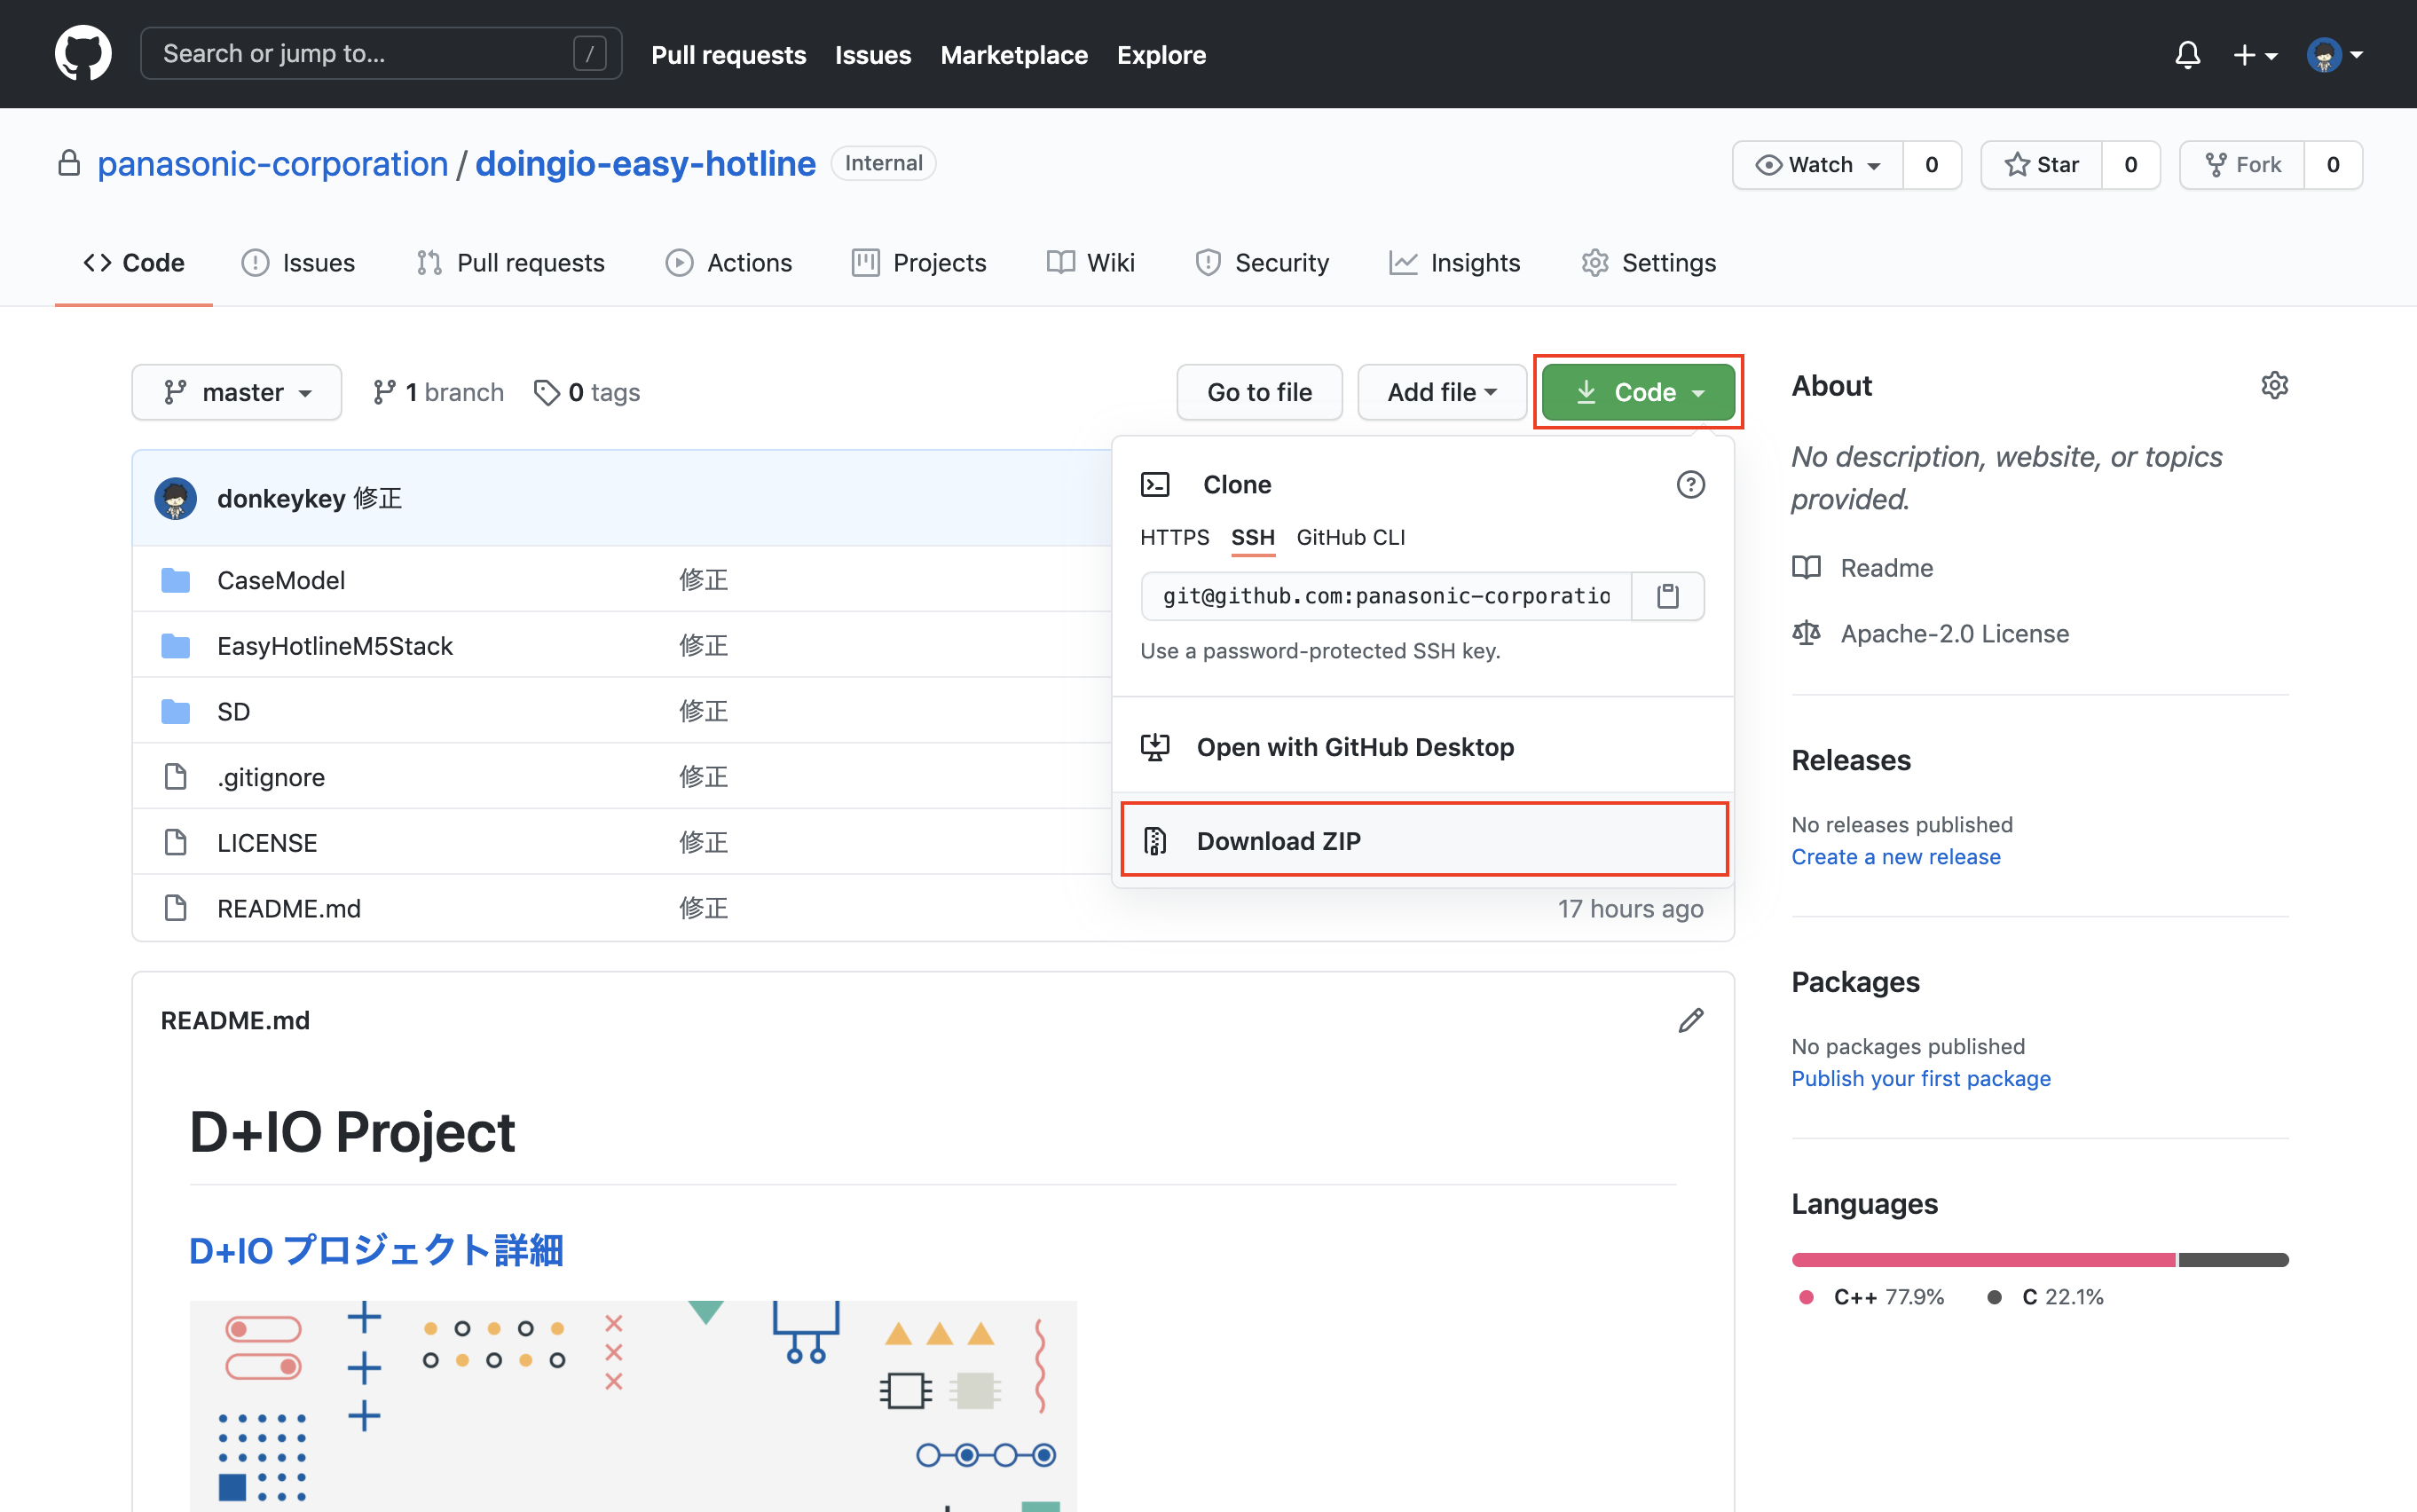 Search or jump to... / Pull requests Issues Marketplace Explore
panasonic-corporation / doingio-easy-hotline Internal Watch 0 Star 0 Fork 0
Code Issues Pull requests Actions Projects Wiki Security Insights Settings
master 1 branch 0 tags Go to file Add file Code
donkeykey 修正
CaseModel 修正
EasyHotlineM5Stack 修正
SD 修正
.gitignore 修正
LICENSE 修正
README.md 修正 17 hours ago
Clone
HTTPS SSH GitHub CLI
git@github.com:panasonic-corporatio
Use a password-protected SSH key.
Open with GitHub Desktop
Download ZIP
README.md
D+IO Project
D+IO プロジェクト詳細
About
No description, website, or topics
provided.
Readme
Apache-2.0 License
Releases
No releases published
Create a new release
Packages
No packages published
Publish your first package
Languages
C++ 77.9% C 22.1%